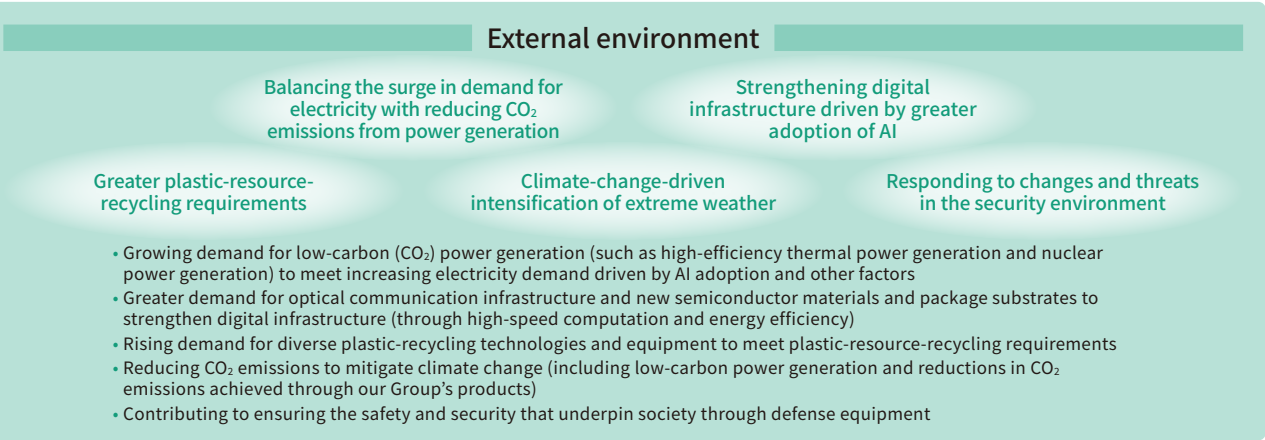 External environment
Balancing the surge in demand for
electricity with reducing CO₂
emissions from power generation
Strengthening digital
infrastructure driven by greater
adoption of AI
Greater plastic-resource-
recycling requirements
Climate-change-driven
intensification of extreme weather
Responding to changes and threats
in the security environment
• Growing demand for low-carbon (CO₂) power generation (such as high-efficiency thermal power generation and nuclear
power generation) to meet increasing electricity demand driven by AI adoption and other factors
• Greater demand for optical communication infrastructure and new semiconductor materials and package substrates to
strengthen digital infrastructure (through high-speed computation and energy efficiency)
• Rising demand for diverse plastic-recycling technologies and equipment to meet plastic-resource-recycling requirements
• Reducing CO₂ emissions to mitigate climate change (including low-carbon power generation and reductions in CO₂
emissions achieved through our Group’s products)
• Contributing to ensuring the safety and security that underpin society through defense equipment